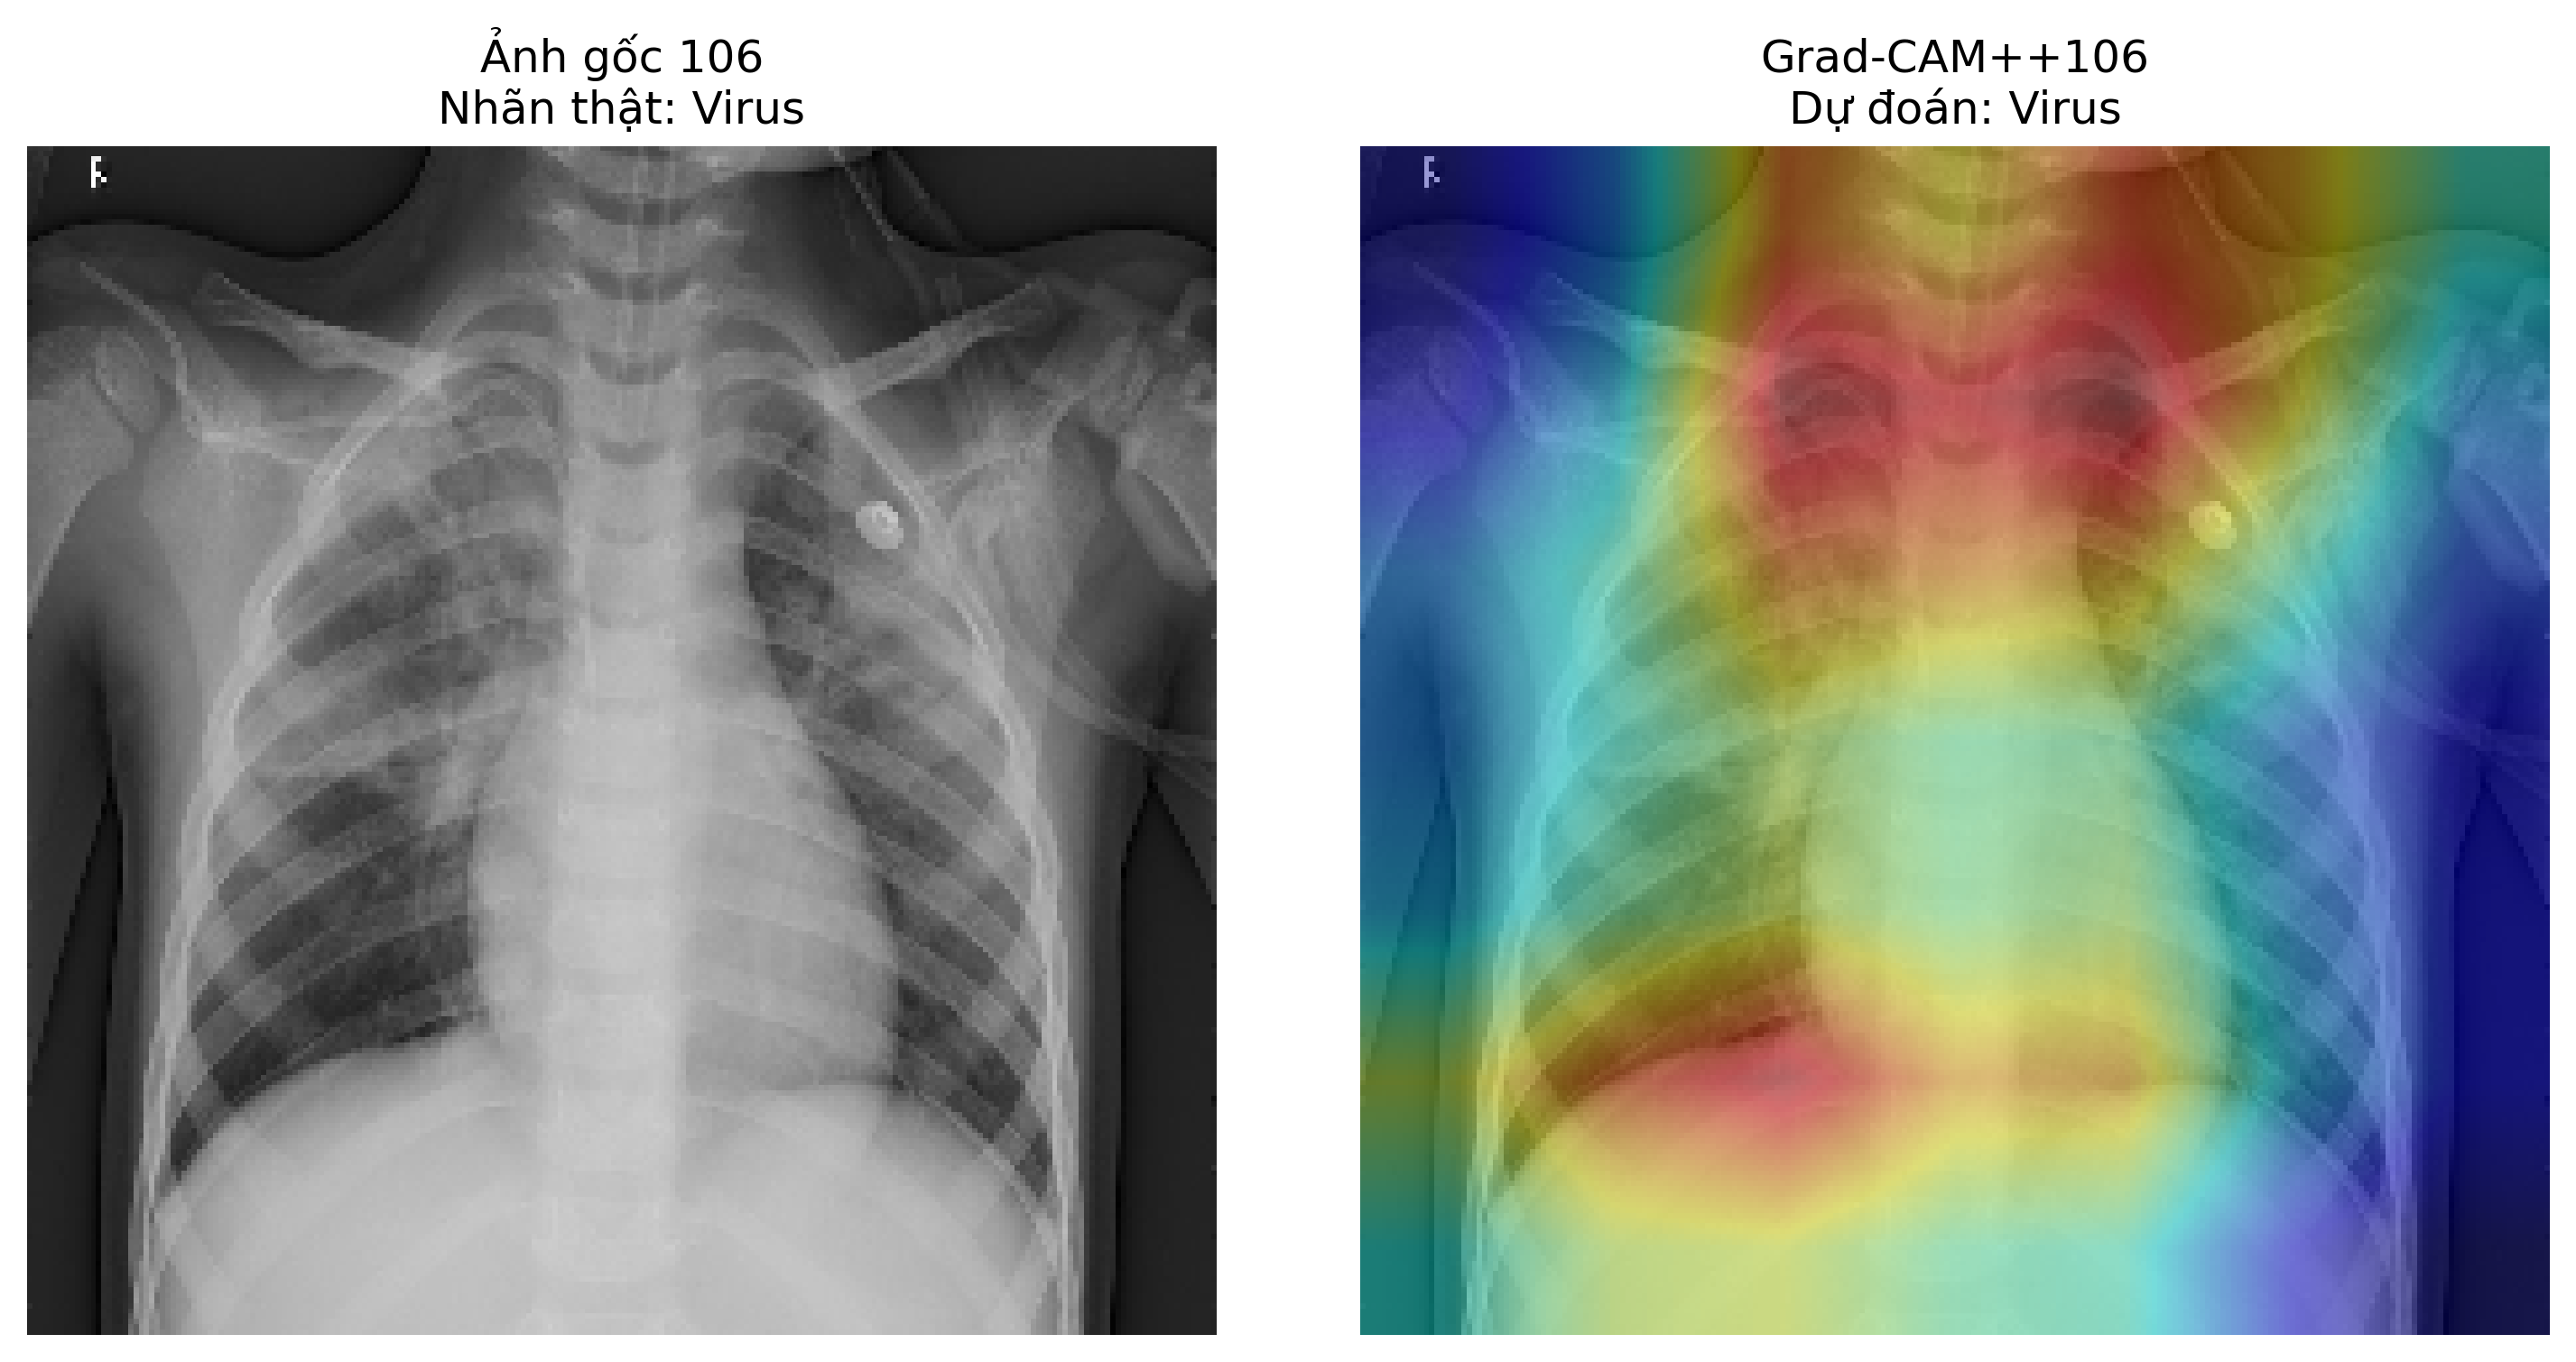 Ảnh gốc 106
Nhãn thật: Virus
R
Grad-CAM++106
Dự đoán: Virus
R